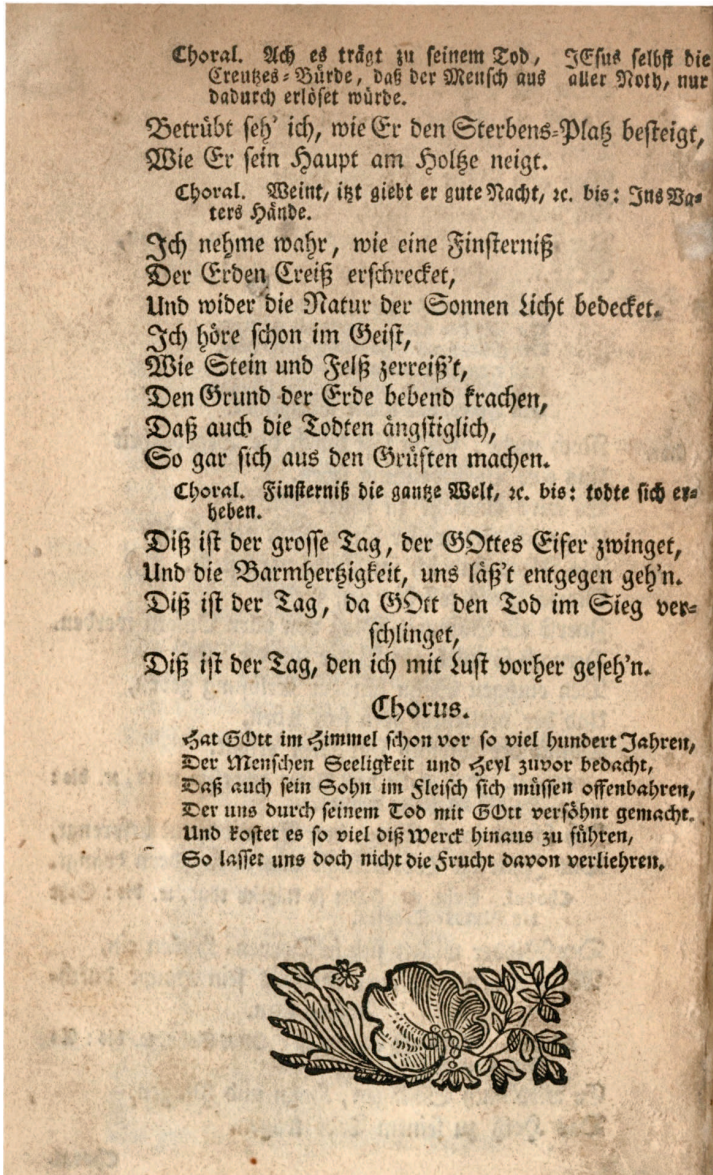 Choral. Ach es trägt zu seinem Tod, JEsus selbst die
Creutzes-Bürde, daß der Mensch aus aller Noth, nur
dadurch erlöset würde.
Betrübt seh' ich, wie Er den Sterbens-Platz besteigt,
Wie Er sein Haupt am Holtze neigt.
Choral. Weint, itzt giebt er gute Nacht, ꝛc. bis: Ins Va-
ters Hände.
Ich nehme wahr, wie eine Finsterniß
Der Erden Creiß erschrecket,
Und wider die Natur der Sonnen Licht bedecket.
Ich höre schon im Geist,
Wie Stein und Felß zerreiß't,
Den Grund der Erde bebend krachen,
Daß auch die Todten ängstiglich,
So gar sich aus den Grüften machen.
Choral. Finsterniß die gantze Welt, ꝛc. bis: todte sich er-
heben.
Diß ist der grosse Tag, der GOttes Eifer zwinget,
Und die Barmhertzigkeit, uns läß't entgegen geh'n.
Diß ist der Tag, da GOtt den Tod im Sieg ver-
schlinget,
Diß ist der Tag, den ich mit Lust vorher geseh'n.
Chorus.
Hat GOtt im Himmel schon vor so viel hundert Jahren,
Der Menschen Seeligkeit und Heyl zuvor bedacht,
Daß auch sein Sohn im Fleisch sich müssen offenbahren,
Der uns durch seinem Tod mit GOtt versöhnt gemacht.
Und kostet es so viel diß Werck hinaus zu führen,
So lasset uns doch nicht die Frucht davon verliehren.